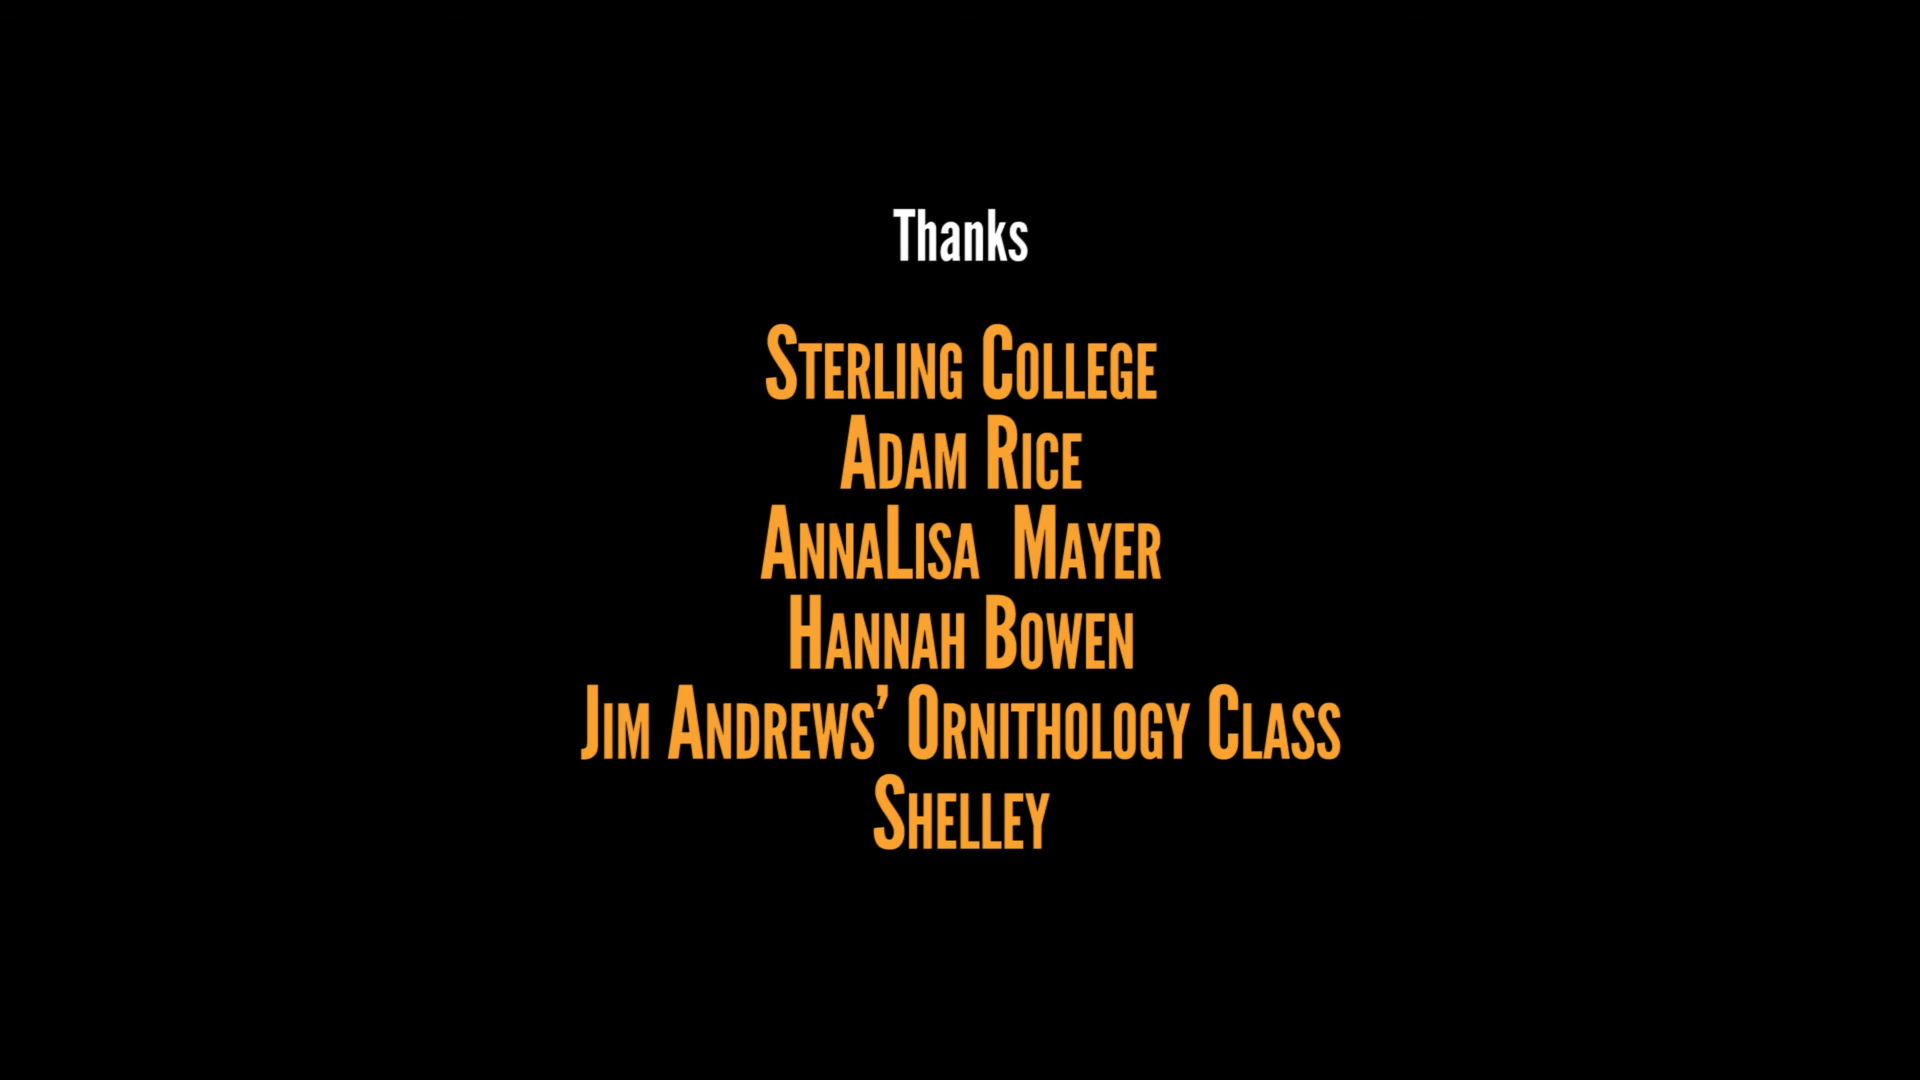 Thanks
Sterling College
Adam Rice
AnnaLisa  Mayer
Hannah Bowen
Jim Andrews’ Ornithology Class
Shelley